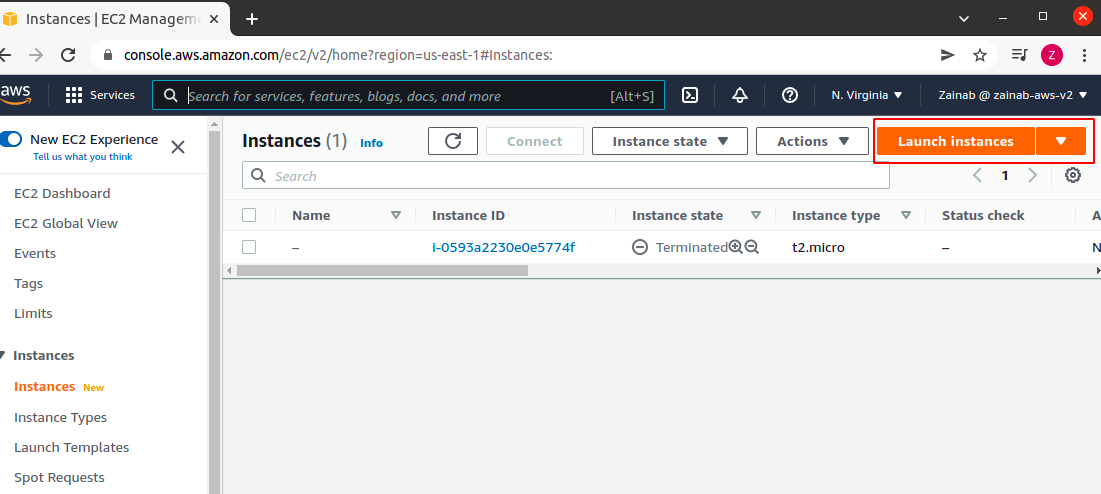 Instances | EC2 Manageme
console.aws.amazon.com/ec2/v2/home?region=us-east-1#Instances:
Z
aws
Services
Search for services, features, blogs, docs, and more
[Alt+S]
N. Virginia
Zainab @ zainab-aws-v2
New EC2 Experience
Tell us what you think
EC2 Dashboard
EC2 Global View
Events
Tags
Limits
Instances
Instances New
Instance Types
Launch Templates
Spot Requests
Instances (1) Info
Connect
Instance state
Actions
Launch instances
Search
1
Name Instance ID Instance state Instance type Status check A
– i-0593a2230e0e5774f Terminated t2.micro – N